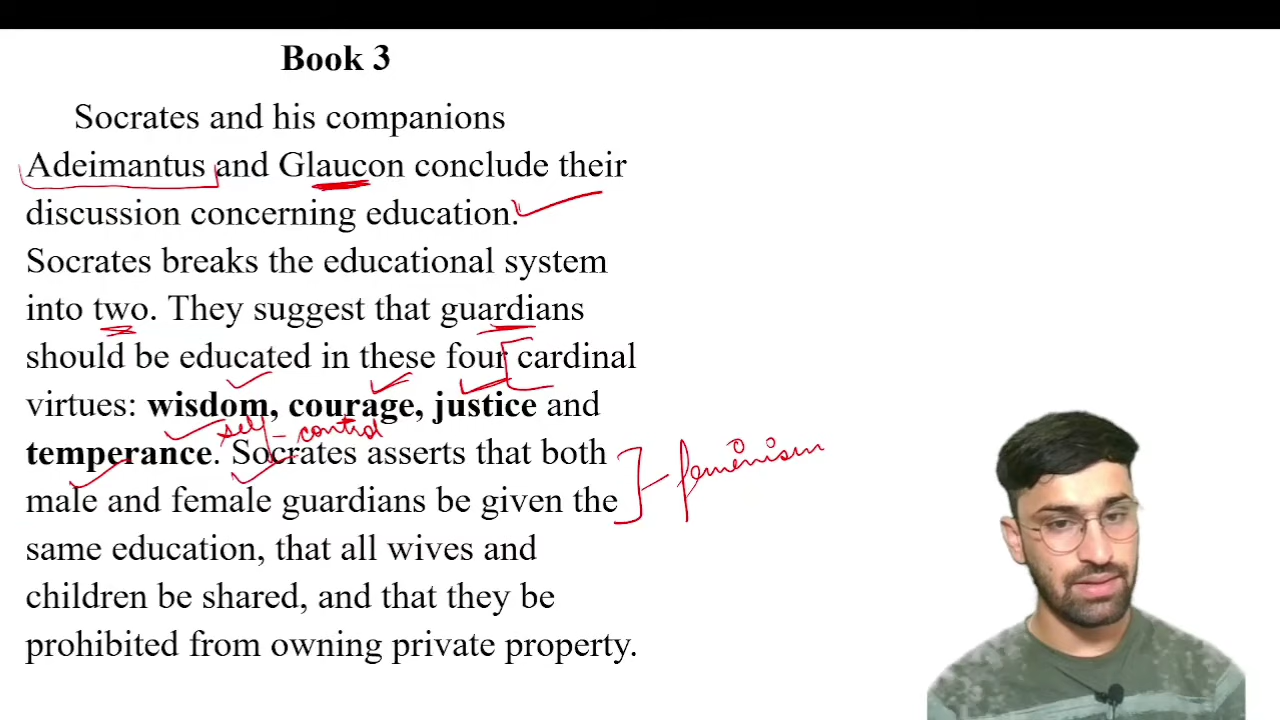 Book 3
Socrates and his companions
Adeimantus and Glaucon conclude their
discussion concerning education.
Socrates breaks the educational system
into two. They suggest that guardians
should be educated in these four cardinal
virtues: wisdom, courage, justice and
self-control
temperance. Socrates asserts that both
feminism
male and female guardians be given the
same education, that all wives and
children be shared, and that they be
prohibited from owning private property.